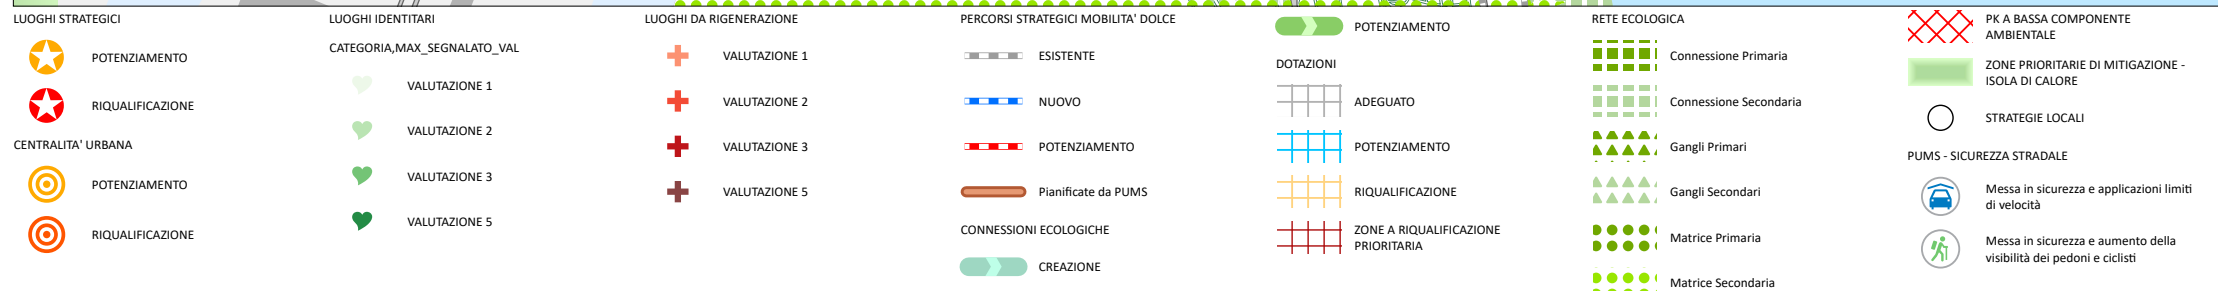 LUOGHI STRATEGICI
POTENZIAMENTO
RIQUALIFICAZIONE
CENTRALITA' URBANA
POTENZIAMENTO
RIQUALIFICAZIONE
LUOGHI IDENTITARI
CATEGORIA,MAX_SEGNALATO_VAL
VALUTAZIONE 1
VALUTAZIONE 2
VALUTAZIONE 3
VALUTAZIONE 5
LUOGHI DA RIGENERAZIONE
VALUTAZIONE 1
VALUTAZIONE 2
VALUTAZIONE 3
VALUTAZIONE 5
PERCORSI STRATEGICI MOBILITA' DOLCE
ESISTENTE
NUOVO
POTENZIAMENTO
Pianificate da PUMS
CONNESSIONI ECOLOGICHE
CREAZIONE
POTENZIAMENTO
DOTAZIONI
ADEGUATO
POTENZIAMENTO
RIQUALIFICAZIONE
ZONE A RIQUALIFICAZIONE
PRIORITARIA
RETE ECOLOGICA
Connessione Primaria
Connessione Secondaria
Gangli Primari
Gangli Secondari
Matrice Primaria
Matrice Secondaria
PK A BASSA COMPONENTE
AMBIENTALE
ZONE PRIORITARIE DI MITIGAZIONE -
ISOLA DI CALORE
STRATEGIE LOCALI
PUMS - SICUREZZA STRADALE
Messa in sicurezza e applicazioni limiti
di velocità
Messa in sicurezza e aumento della
visibilità dei pedoni e ciclisti